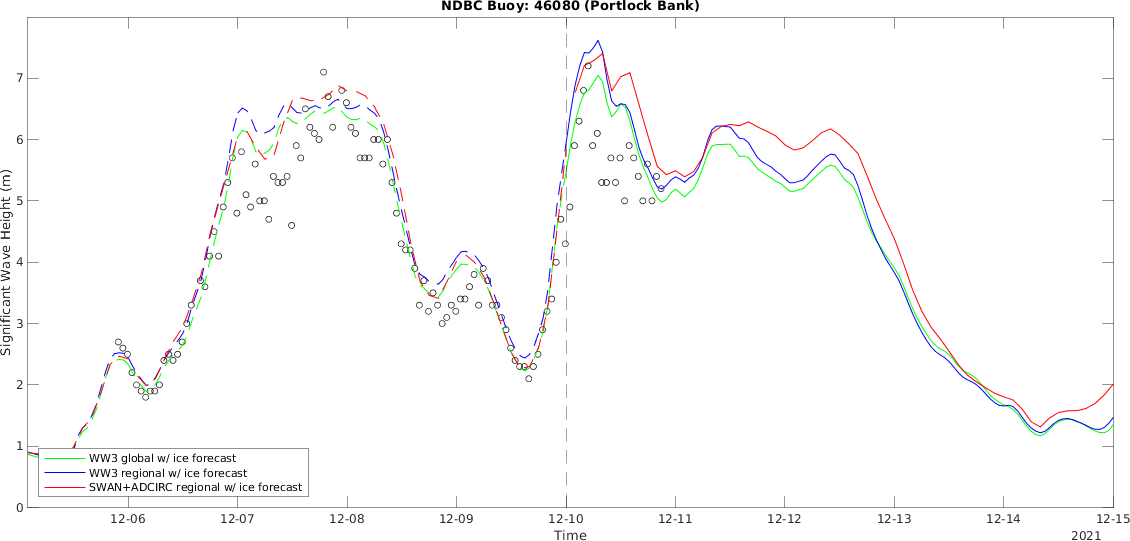 NDBC Buoy: 46080 (Portlock Bank)
Significant Wave Height (m)
7
6
5
4
3
2
1
0
WW3 global w/ ice forecast
WW3 regional w/ ice forecast
SWAN+ADCIRC regional w/ ice forecast
12-06 12-07 12-08 12-09 12-10 12-11 12-12 12-13 12-14 12-15
Time
2021